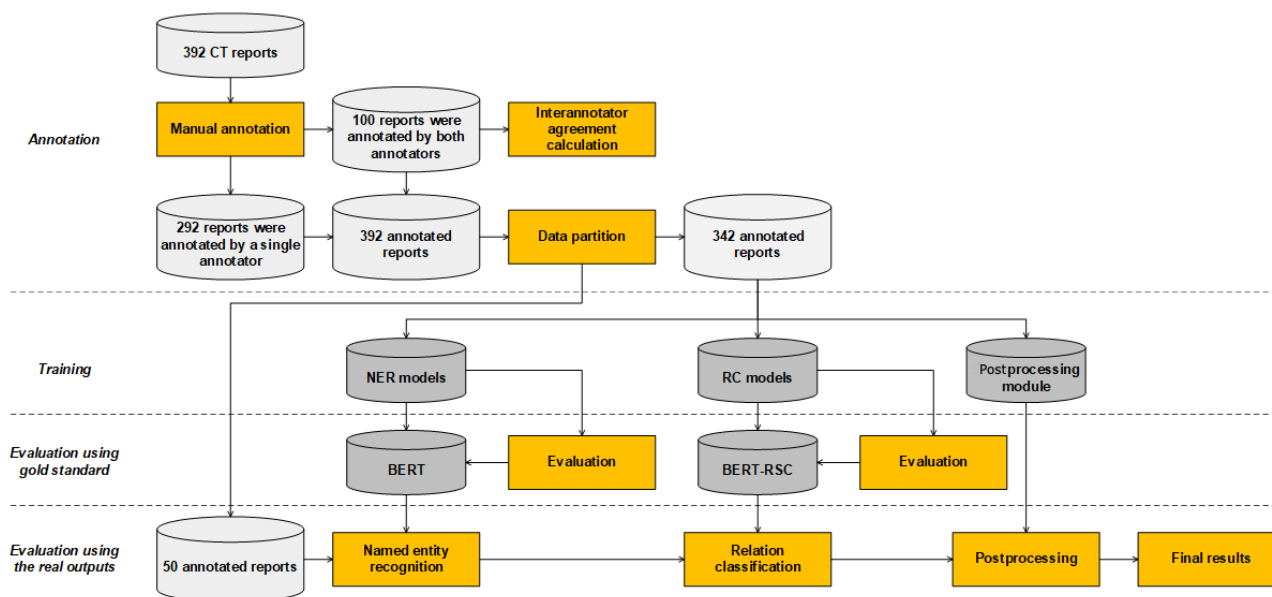 392 CT reports
Annotation
Manual annotation
100 reports were
annotated by both
annotators
Interannotator
agreement
calculation
292 reports were
annotated by a single
annotator
392 annotated
reports
Data partition
342 annotated
reports
Training
NER models
RC models
Postprocessing
module
Evaluation using
gold standard
BERT
Evaluation
BERT-RSC
Evaluation
Evaluation using
the real outputs
50 annotated reports
Named entity
recognition
Relation
classification
Postprocessing
Final results